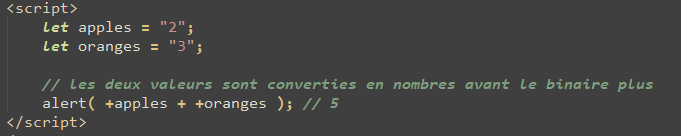 <script>
let apples = "2";
let oranges = "3";
// les deux valeurs sont converties en nombres avant le binaire plus
alert( +apples + +oranges ); // 5
</script>